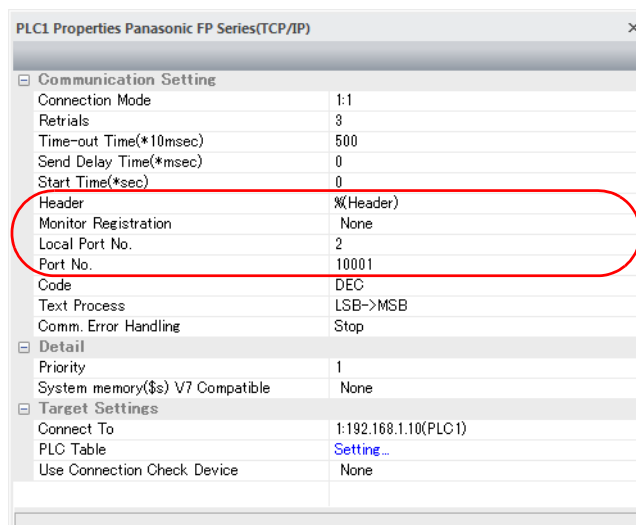 PLC1 Properties Panasonic FP Series(TCP/IP)
Communication Setting
Connection Mode 1:1
Retrials 3
Time-out Time(*10msec) 500
Send Delay Time(*msec) 0
Start Time(*sec) 0
Header %(Header)
Monitor Registration None
Local Port No. 2
Port No. 10001
Code DEC
Text Process LSB->MSB
Comm. Error Handling Stop
Detail
Priority 1
System memory($s) V7 Compatible None
Target Settings
Connect To 1:192.168.1.10(PLC1)
PLC Table Setting...
Use Connection Check Device None